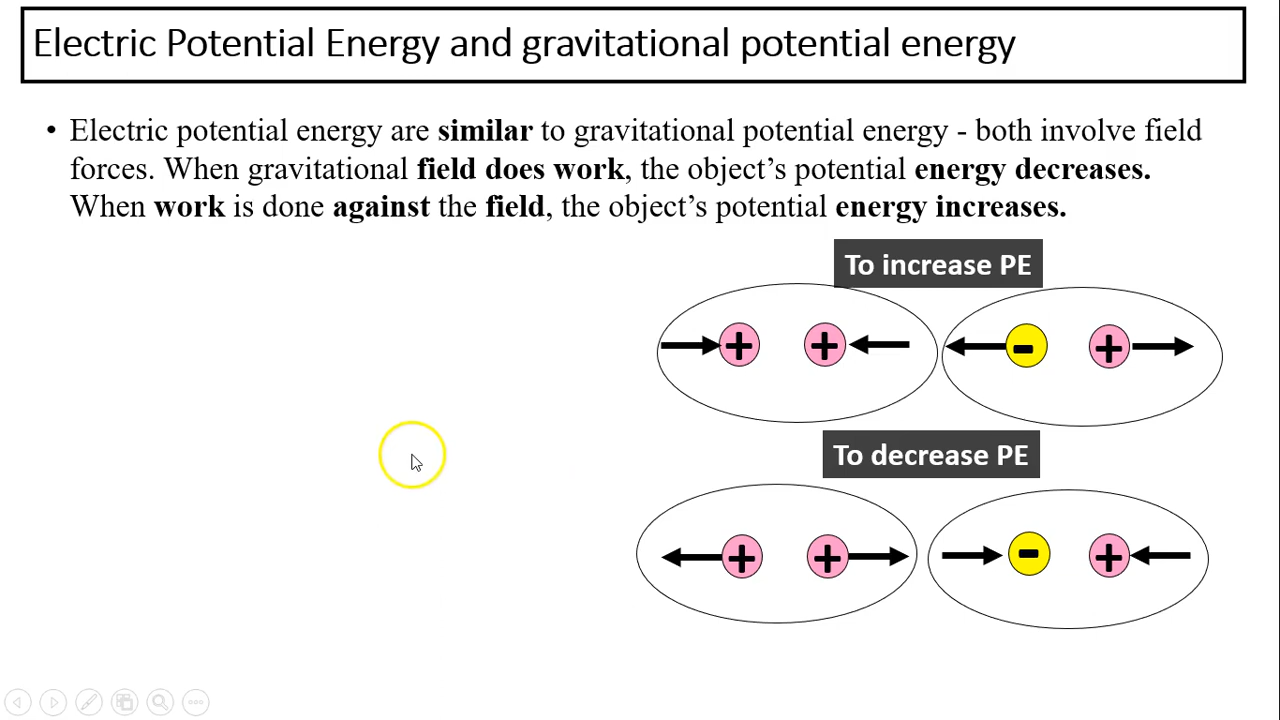 Electric Potential Energy and gravitational potential energy
• Electric potential energy are similar to gravitational potential energy - both involve field
forces. When gravitational field does work, the object's potential energy decreases.
When work is done against the field, the object's potential energy increases.
To increase PE
+ + - +
To decrease PE
+ + - +